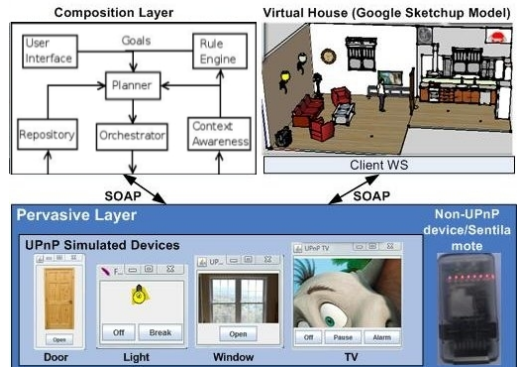 Composition Layer
Virtual House (Google Sketchup Model)
User
Interface
Goals
Rule
Engine
Planner
Repository
Orchestrator
Context
Awareness
Client WS
SOAP
SOAP
Pervasive Layer
Non-UPnP
device/Sentila
mote
UPnP Simulated Devices
F...
UP...
UPnP TV
Open
Off
Break
Open
Off
Pause
Alarm
Door
Light
Window
TV